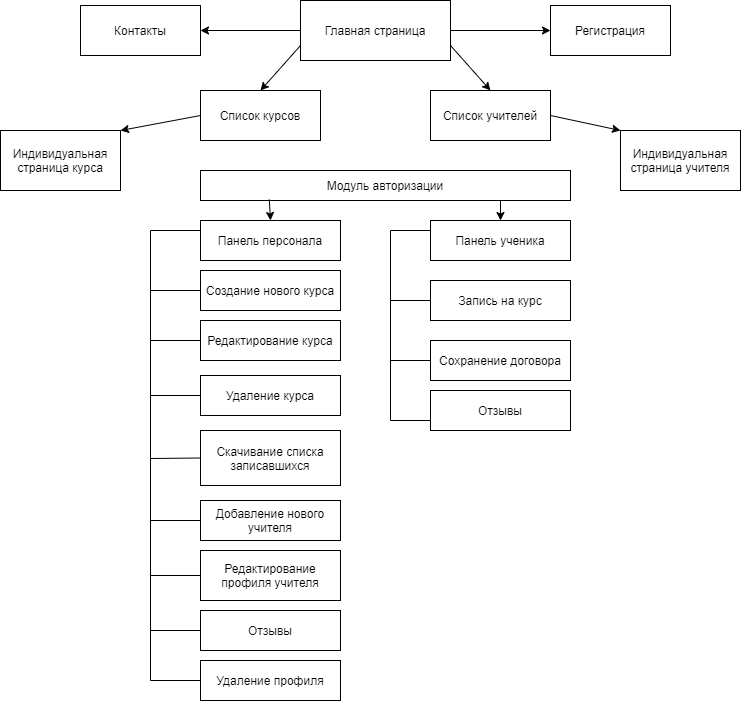 Контакты
Главная страница
Регистрация
Список курсов
Список учителей
Индивидуальная
страница курса
Индивидуальная
страница учителя
Модуль авторизации
Панель персонала
Панель ученика
Создание нового курса
Запись на курс
Редактирование курса
Сохранение договора
Удаление курса
Отзывы
Скачивание списка
записавшихся
Добавление нового
учителя
Редактирование
профиля учителя
Отзывы
Удаление профиля